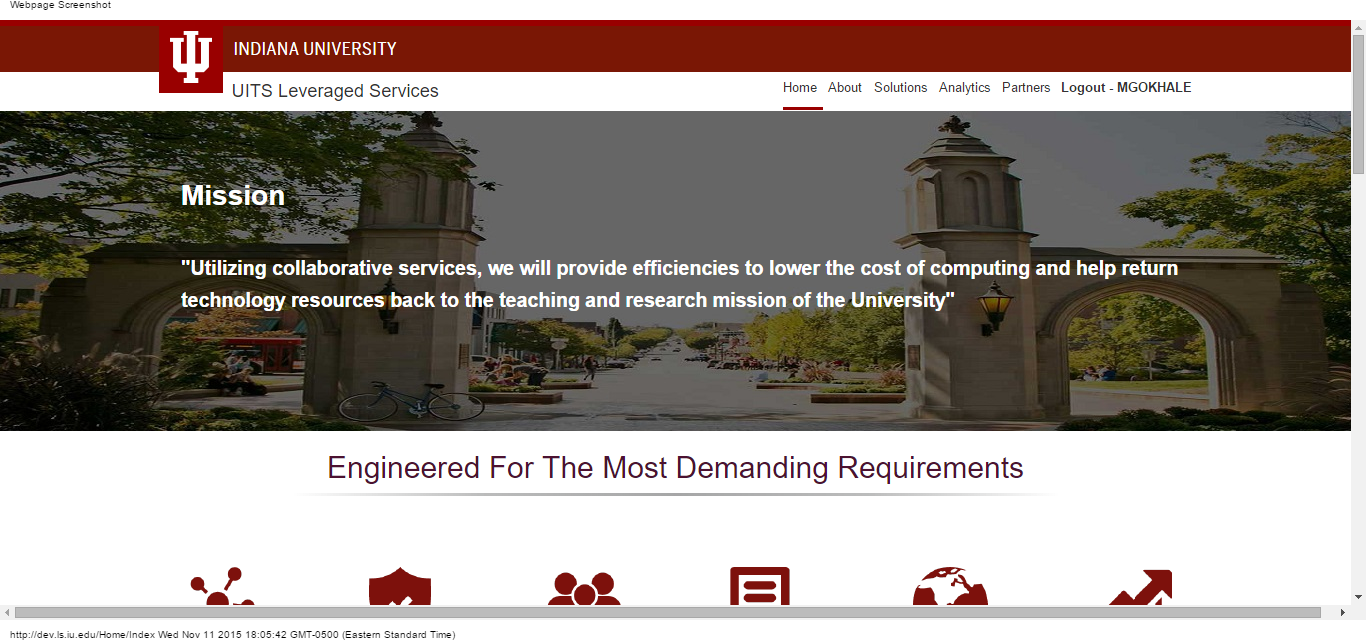 Webpage Screenshot
INDIANA UNIVERSITY
UITS Leveraged Services
Home About Solutions Analytics Partners Logout - MGOKHALE
Mission
"Utilizing collaborative services, we will provide efficiencies to lower the cost of computing and help return
technology resources back to the teaching and research mission of the University"
Engineered For The Most Demanding Requirements
http://dev.ls.iu.edu/Home/Index Wed Nov 11 2015 18:05:42 GMT-0500 (Eastern Standard Time)